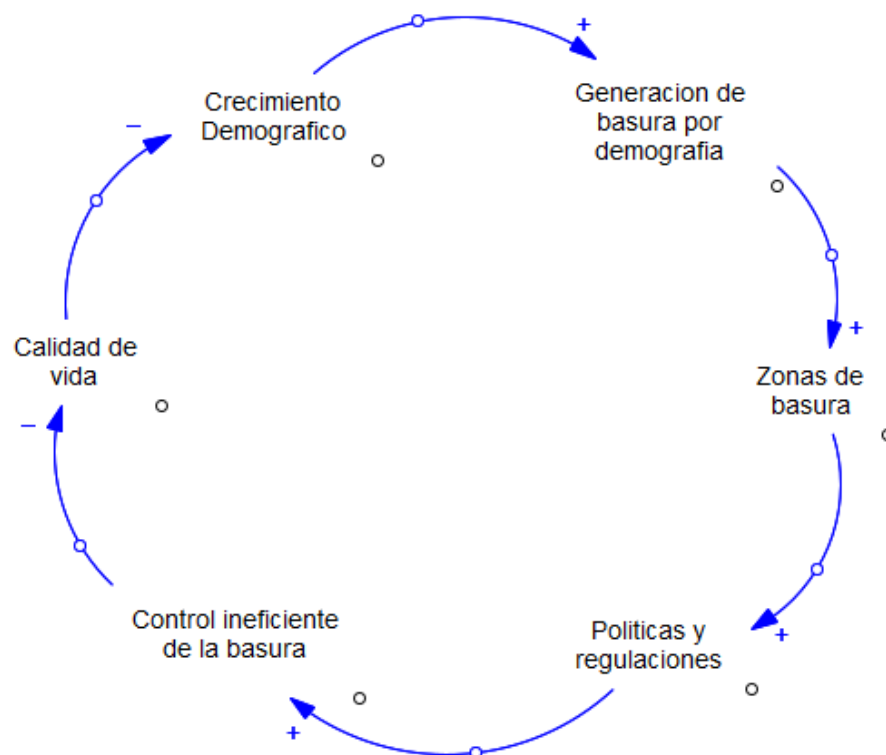 +
Generacion de
basura por
demografia
Crecimiento
Demografico
–
+
Zonas de
basura
Calidad de
vida
–
Control ineficiente
de la basura
Politicas y
regulaciones
+
+